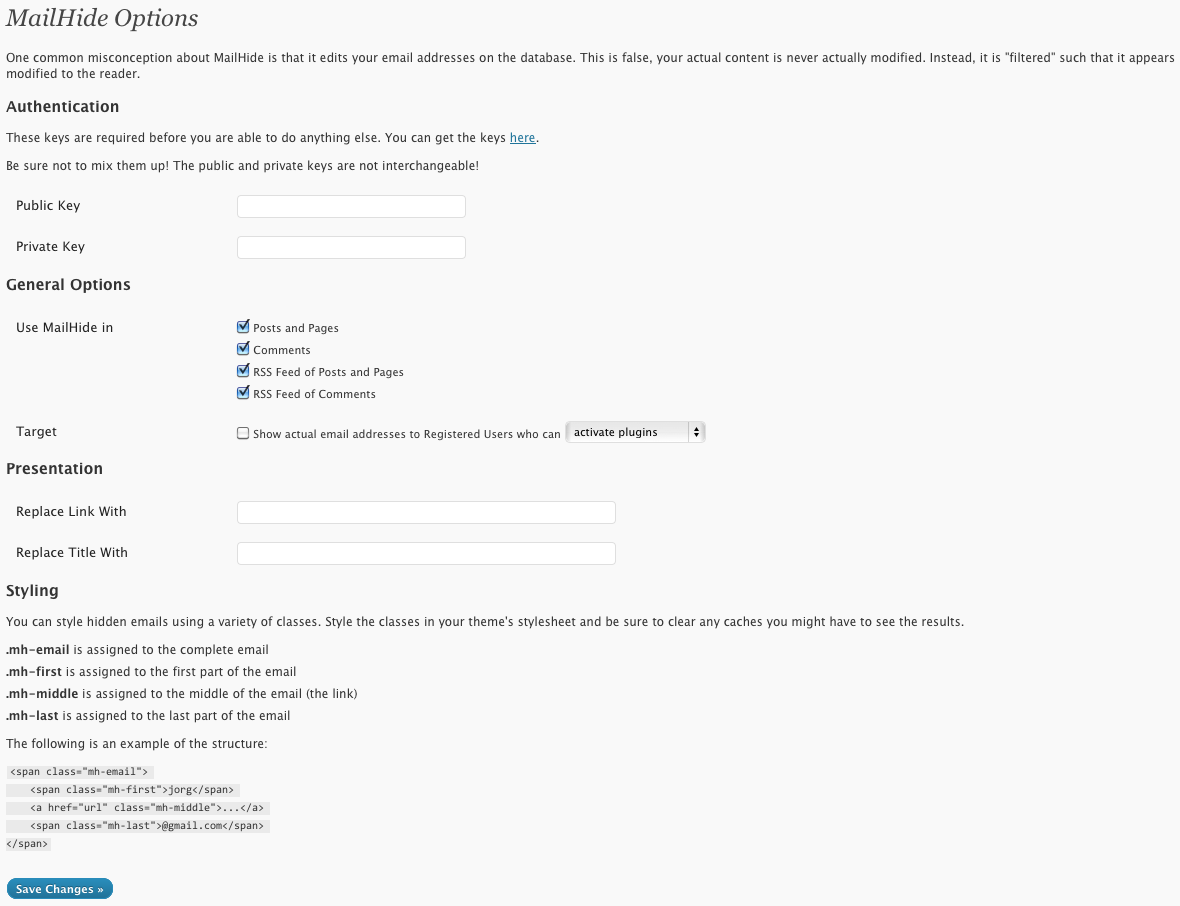 MailHide Options
One common misconception about MailHide is that it edits your email addresses on the database. This is false, your actual content is never actually modified. Instead, it is "filtered" such that it appears
modified to the reader.
Authentication
These keys are required before you are able to do anything else. You can get the keys here.
Be sure not to mix them up! The public and private keys are not interchangeable!
Public Key
Private Key
General Options
Use MailHide in
Posts and Pages
Comments
RSS Feed of Posts and Pages
RSS Feed of Comments
Target
Show actual email addresses to Registered Users who can activate plugins
Presentation
Replace Link With
Replace Title With
Styling
You can style hidden emails using a variety of classes. Style the classes in your theme's stylesheet and be sure to clear any caches you might have to see the results.
.mh-email is assigned to the complete email
.mh-first is assigned to the first part of the email
.mh-middle is assigned to the middle of the email (the link)
.mh-last is assigned to the last part of the email
The following is an example of the structure:
<span class="mh-email">
<span class="mh-first">jorg</span>
<a href="url" class="mh-middle">...</a>
<span class="mh-last">@gmail.com</span>
</span>
Save Changes »